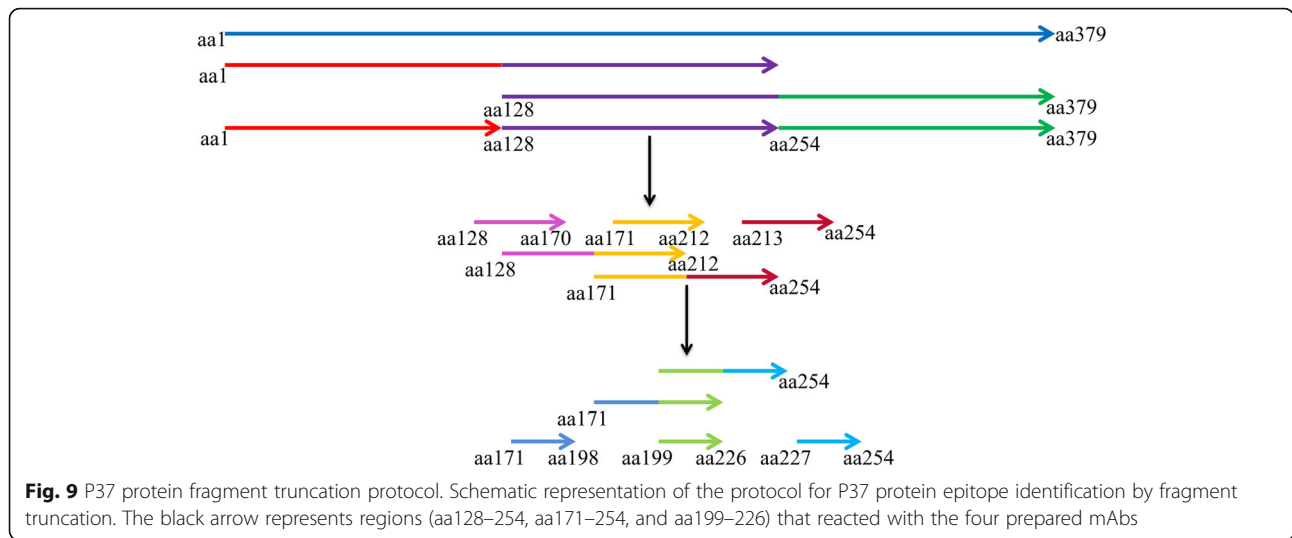 aa1 aa379
aa1
aa128 aa379
aa1 aa128 aa254 aa379
aa128 aa170 aa171 aa212 aa213 aa254
aa128 aa212
aa171 aa254
aa254
aa171
aa171 aa198 aa199 aa226 aa227 aa254
Fig. 9 P37 protein fragment truncation protocol. Schematic representation of the protocol for P37 protein epitope identification by fragment
truncation. The black arrow represents regions (aa128–254, aa171–254, and aa199–226) that reacted with the four prepared mAbs